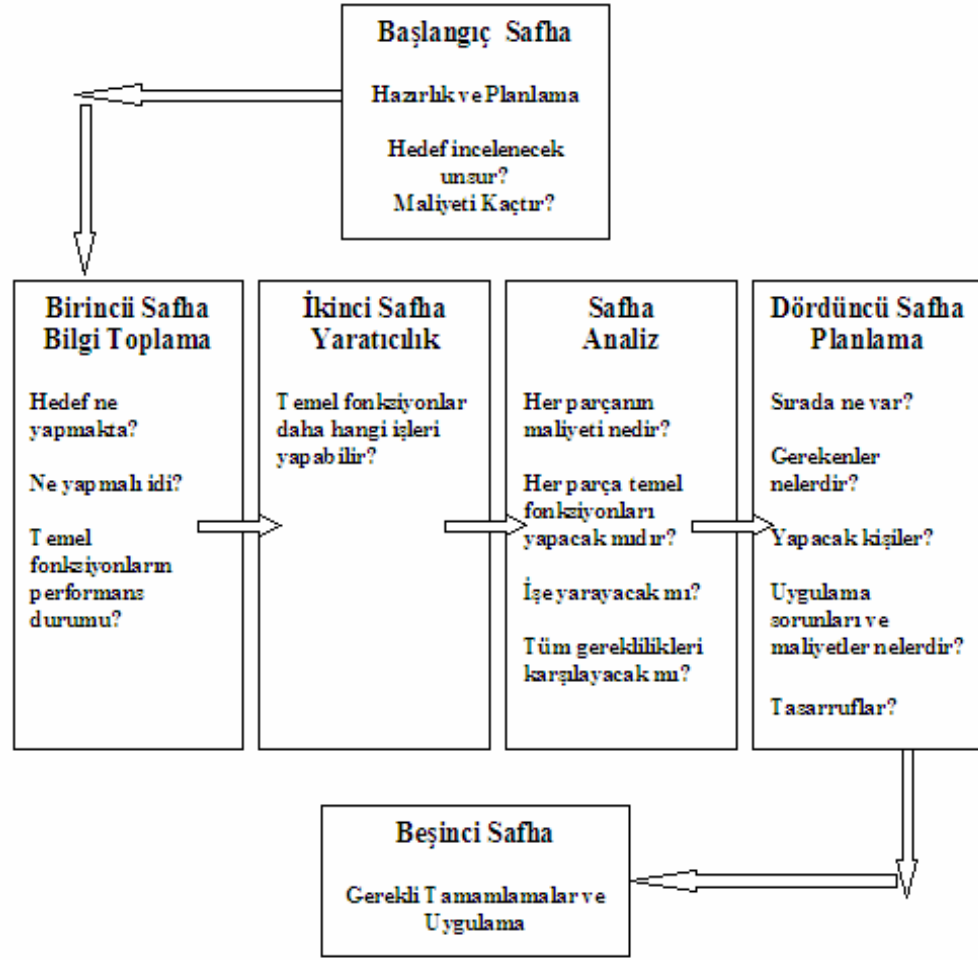 Başlangıç Safha
Hazırlık ve Planlama
Hedef incelenecek
unsur?
Maliyeti Kaçtır?
Birincii Safha
Bilgi Toplama
Hedef ne
yapmakta?
Ne yapmalı idi?
Temel
fonksiyonların
performans
durumu?
İkinci Safha
Yaratıcılık
Temel fonksiyonlar
daha hangi işleri
yapabilir?
Safha
Analiz
Her parçanın
maliyeti nedir?
Her parça temel
fonksiyonları
yapacak mıdır?
İşe yarayacak mı?
Tüm gereklilikleri
karşılayacak mı?
Dördüncü Safha
Planlama
Sırada ne var?
Gerekenler
nelerdir?
Yapacak kişiler?
Uygulama
sorunları ve
maliyetler nelerdir?
Tasarruflar?
Beşinci Safha
Gerekli Tamamlamalar ve
Uygulama